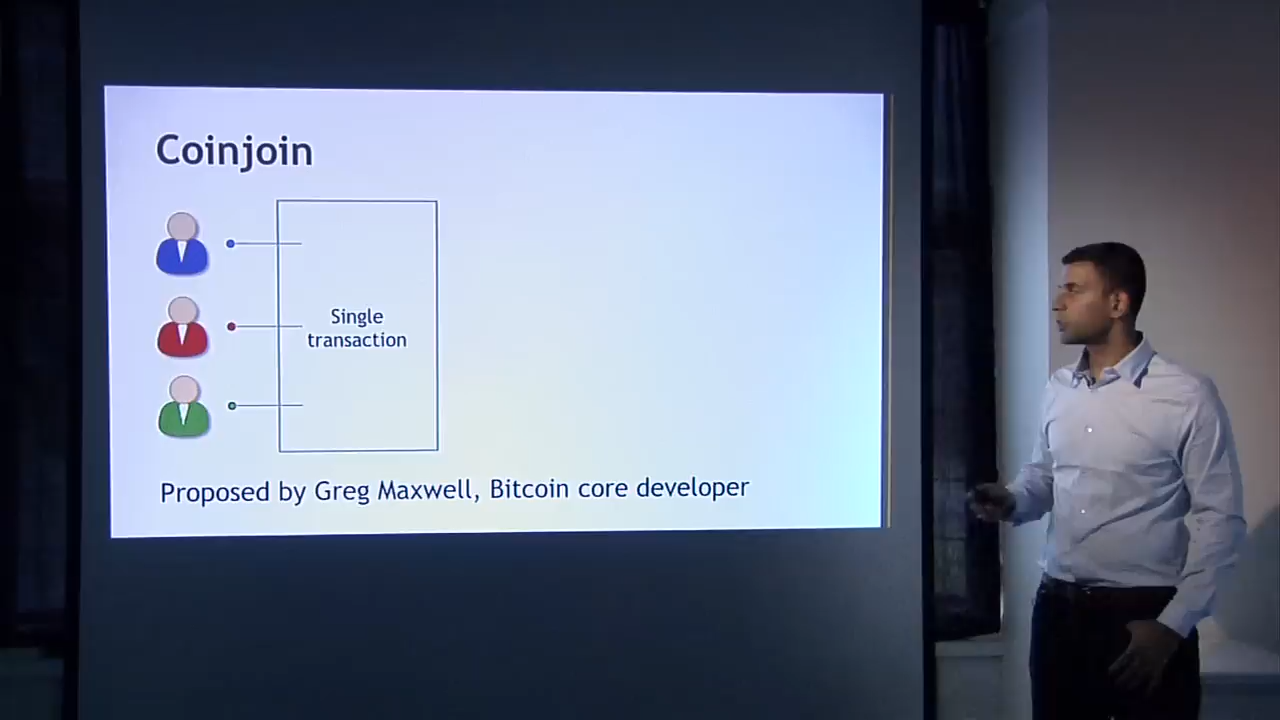 Coinjoin
Single
transaction
Proposed by Greg Maxwell, Bitcoin core developer